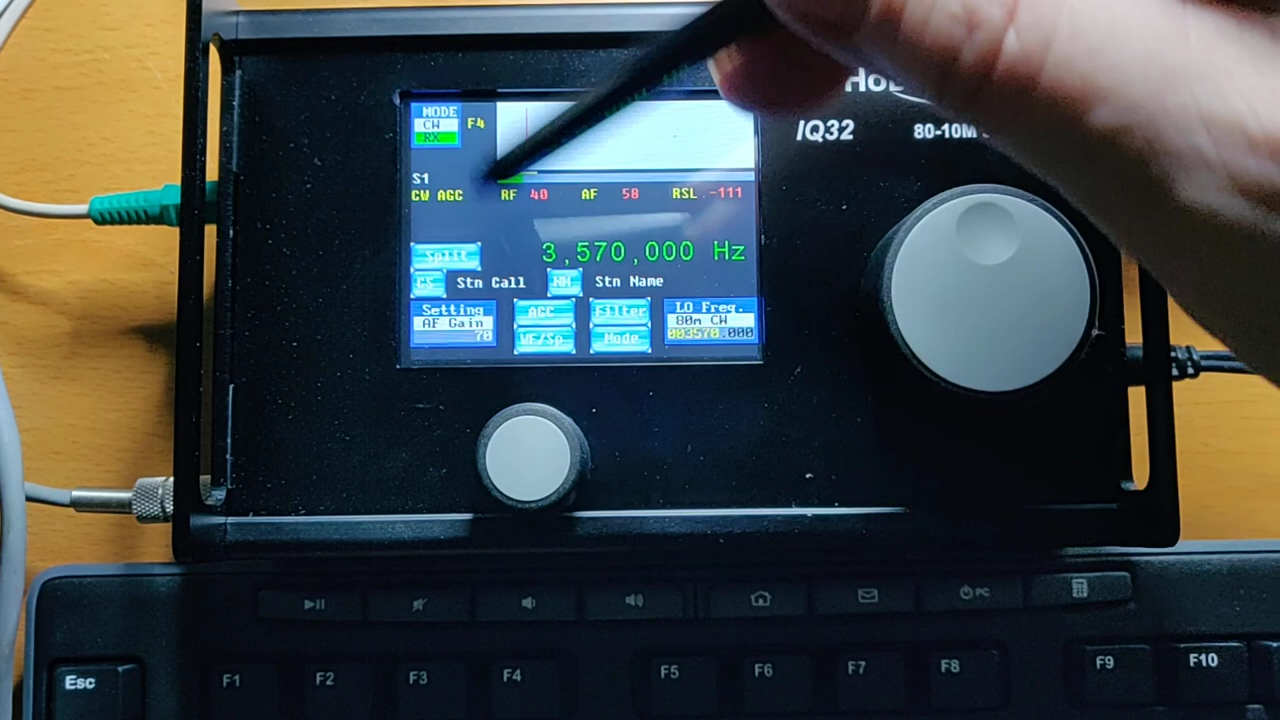 MODE
CW F4
RX
S1
CW AGC RF 40 AF 58 RSL -111
IQ32 80-10M
3,570,000 Hz
Split
CS Stn Call NM Stn Name
Setting AGC Filter LO Freq.
AF Gain 80m CW
70 WF/Sp Mode 003570.000
PC
Esc F1 F2 F3 F4 F5 F6 F7 F8 F9 F10